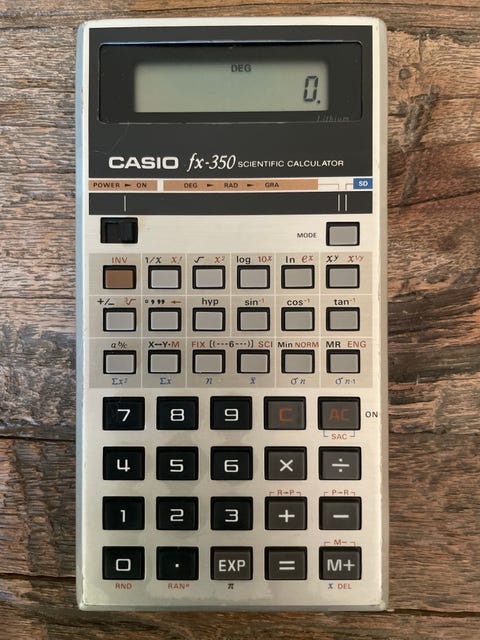 DEG
0.
Lithium
CASIO fx-350 SCIENTIFIC CALCULATOR
POWER ► ON DEG ► RAD ► GRA SD
MODE
INV 1/x x! √ x² log 10ˣ ln eˣ xʸ x¹/ʸ
+/− ³√ °,,, ← hyp sin⁻¹ cos⁻¹ tan⁻¹
a b/c X↔Y·M FIX [(---6---)] SCI Min NORM MR ENG
Σx² Σx n x̄ σn σn-1
7 8 9 C AC ON
SAC
4 5 6 × ÷
R→P P→R
1 2 3 + −
M−
0 · EXP = M+
RND RAN# π x DEL